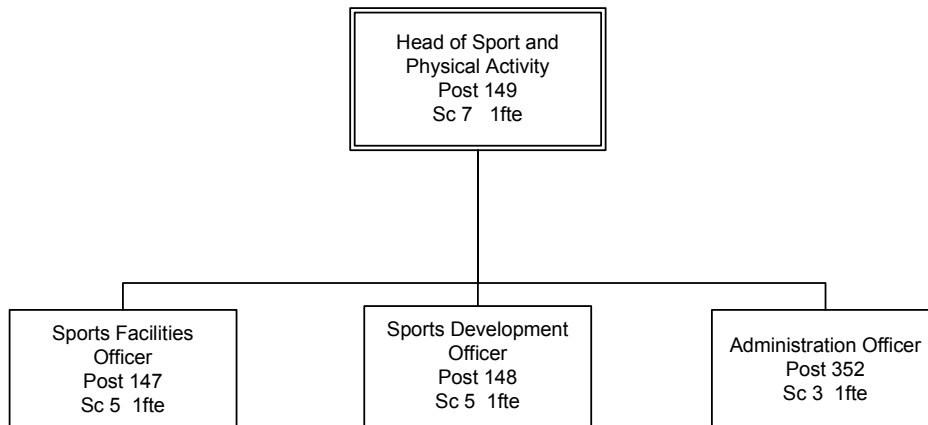 Head of Sport and
Physical Activity
Post 149
Sc 7 1fte
Sports Facilities
Officer
Post 147
Sc 5 1fte
Sports Development
Officer
Post 148
Sc 5 1fte
Administration Officer
Post 352
Sc 3 1fte